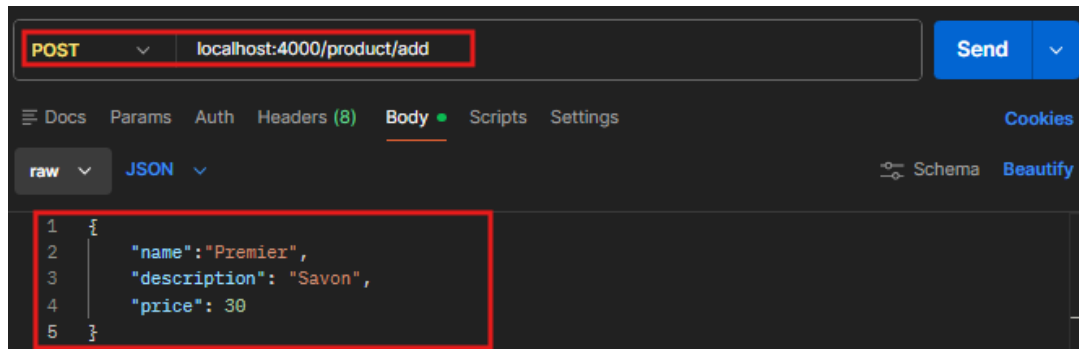 POST localhost:4000/product/add Send
Docs Params Auth Headers (8) Body Scripts Settings Cookies
raw JSON Schema Beautify
1 {
2 "name":"Premier",
3 "description": "Savon",
4 "price": 30
5 }